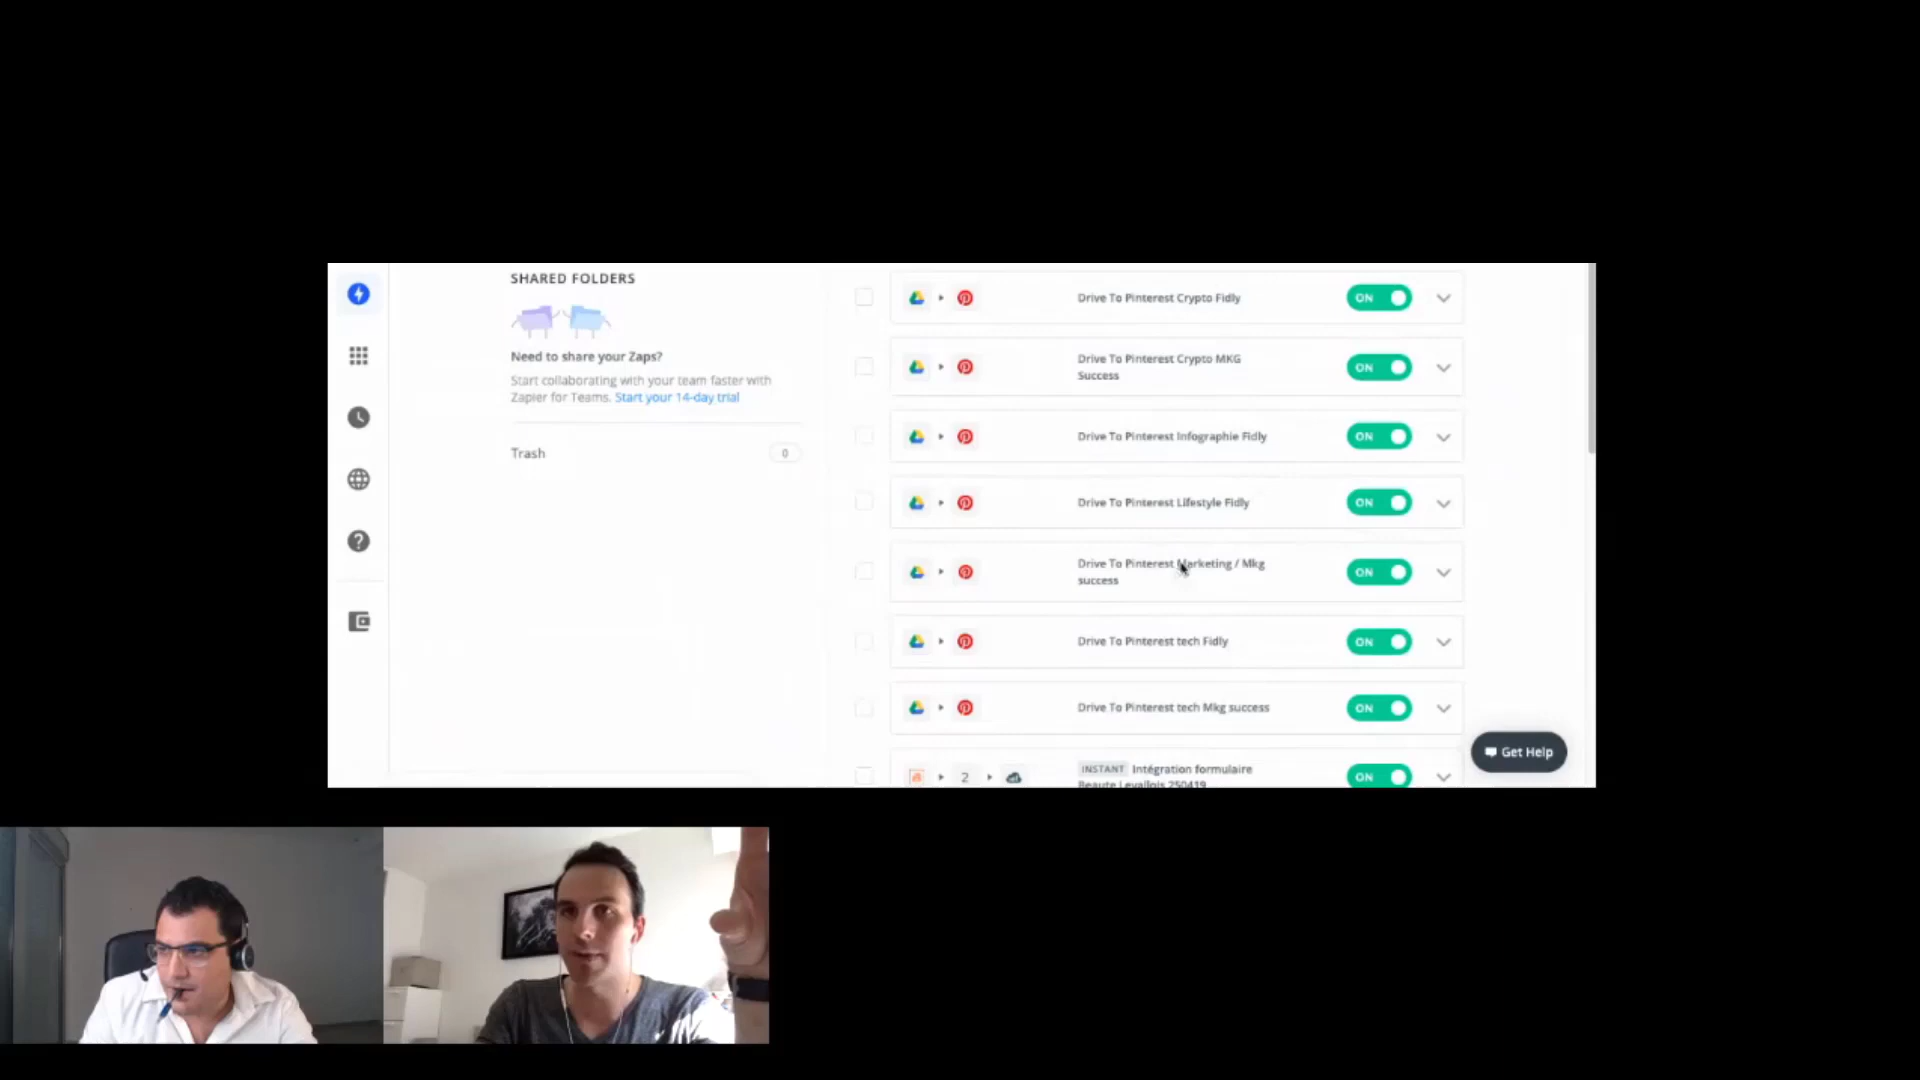 SHARED FOLDERS
Need to share your Zaps?
Start collaborating with your team faster with
Zapier for Teams. Start your 14-day trial
Trash
0
Drive To Pinterest Crypto Fidly
ON
Drive To Pinterest Crypto MKG
Success
ON
Drive To Pinterest Infographie Fidly
ON
Drive To Pinterest Lifestyle Fidly
ON
Drive To Pinterest Marketing / Mkg
success
ON
Drive To Pinterest tech Fidly
ON
Drive To Pinterest tech Mkg success
ON
2
INSTANT Intégration formulaire
Beaute Levallois 250419
ON
Get Help